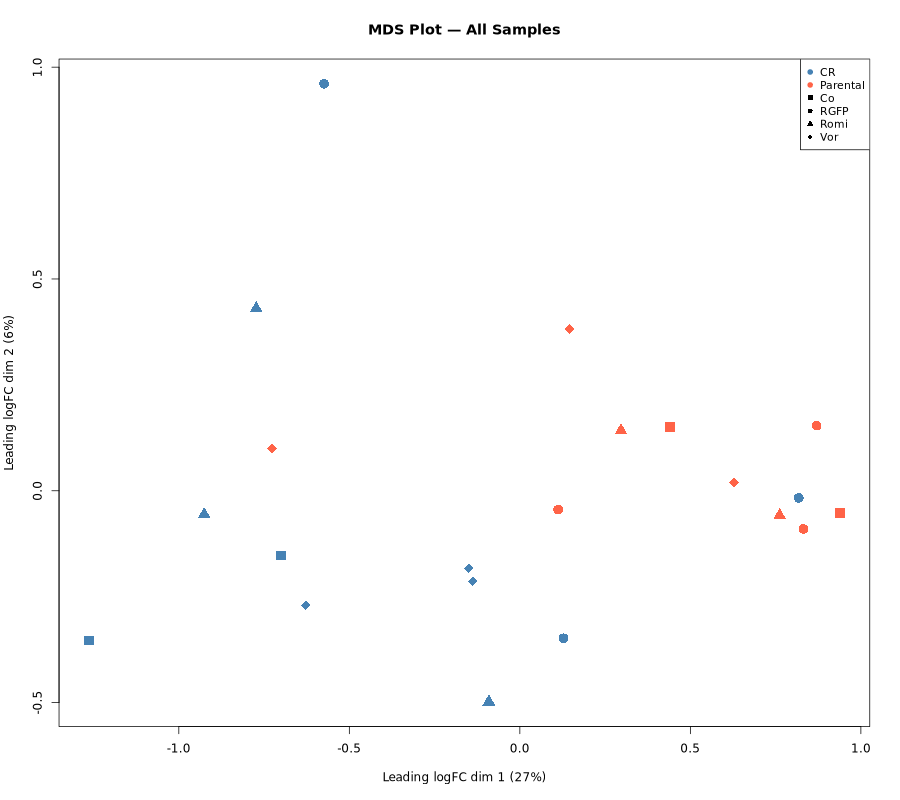 MDS Plot — All Samples
CR
Parental
Co
RGFP
Romi
Vor
1.0
0.5
0.0
-0.5
Leading logFC dim 2 (6%)
-1.0
-0.5
0.0
0.5
1.0
Leading logFC dim 1 (27%)